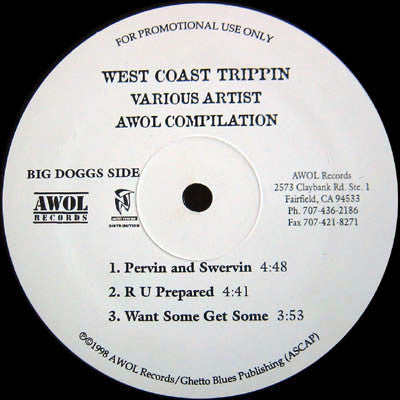 FOR PROMOTIONAL USE ONLY
WEST COAST TRIPPIN
VARIOUS ARTIST
AWOL COMPILATION
BIG DOGGS SIDE
AWOL
RECORDS
DISTRIBUTION
AWOL Records
2573 Claybank Rd. Ste. 1
Fairfield, CA 94533
Ph. 707-436-2186
Fax 707-421-8271
1. Pervin and Swervin 4:48
2. R U Prepared 4:41
3. Want Some Get Some 3:53
℗©1998 AWOL Records/Ghetto Blues Publishing (ASCAP)